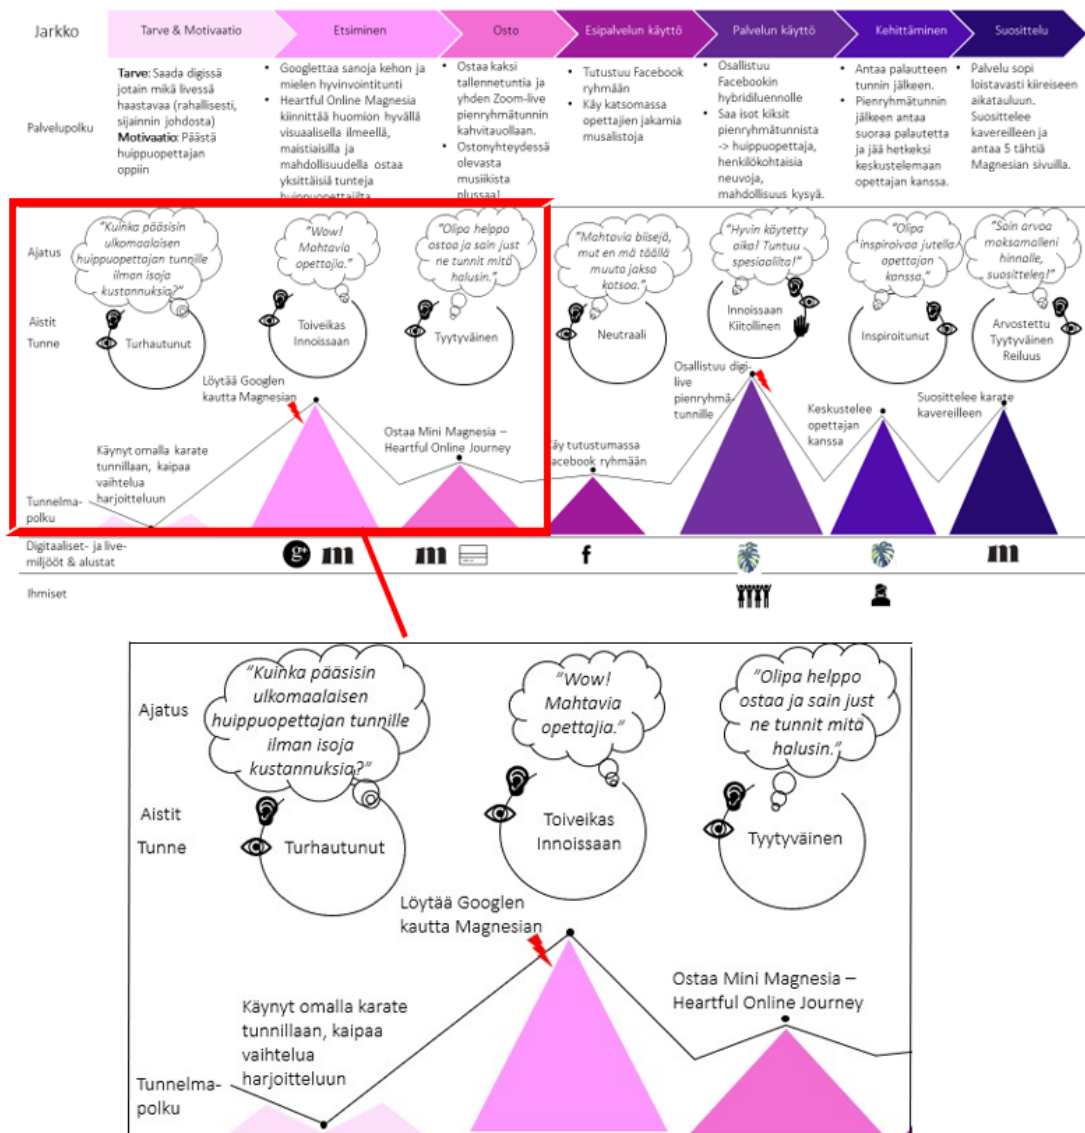 Jarkko
Tarve & Motivaatio
Etsiminen
Osto
Esipalvelun käyttö
Palvelun käyttö
Kehittäminen
Suosittelu
Palvelupolku
Tarve: Saada digissä
jotain mikä livessä
haastavaa (rahallisesti,
sijainnin johdosta)
Motivaatio: Päästä
huippuopettajan
oppiin
• Googlettaa sanoja kehon ja
mielen hyvinvointitunti
• Heartful Online Magnesia
kiinnittää huomion hyvällä
visuaalisella ilmeellä,
maistiaisilla ja
mahdollisuudella ostaa
yksittäisiä tunteja
huippuopettajilta
• Ostaa kaksi
tallennetuntia ja
yhden Zoom-live
pienryhmätunnin
kahvitauollaan.
• Ostonyhteydessä
olevasta
musiikista
plussaa!
• Tutustuu Facebook
ryhmään
• Käy katsomassa
opettajien jakamia
musalistoja
• Osallistuu
Facebookin
hybridiluennolle
• Saa isot kiksit
pienryhmätunnista
-> huippuopettaja,
henkilökohtaisia
neuvoja,
mahdollisuus kysyä.
• Antaa palautteen
tunnin jälkeen.
• Pienryhmätunnin
jälkeen antaa
suoraa palautetta
ja jää hetkeksi
keskustelemaan
opettajan kanssa.
• Palvelu sopi
loistavasti kiireiseen
aikatauluun.
Suosittelee
kavereilleen ja
antaa 5 tähtiä
Magnesian sivuilla.
Ajatus
"Kuinka pääsisin
ulkomaalaisen
huippuopettajan tunnille
ilman isoja
kustannuksia?"
"Wow!
Mahtavia
opettajia."
"Olipa helppo
ostaa ja sain just
ne tunnit mitä
halusin."
"Mahtavia biisejä,
mut en mä täällä
muuta jaksa
katsoa."
"Hyvin käytetty
aika! Tuntuu
spesiaalilta!"
"Olipa
inspiroivaa jutella
opettajan
kanssa."
"Sain arvoa
maksamalleni
hinnalle,
suosittelen!"
Aistit
Tunne
Turhautunut
Toiveikas
Innoissaan
Tyytyväinen
Neutraali
Innoissaan
Kiitollinen
Inspiroitunut
Arvostettu
Tyytyväinen
Reiluus
Tunnelma-
polku
Käynyt omalla karate
tunnillaan, kaipaa
vaihtelua
harjoitteluun
Löytää Googlen
kautta Magnesian
Ostaa Mini Magnesia –
Heartful Online Journey
Käy tutustumassa
Facebook ryhmään
Osallistuu digi-
live
pienryhmä-
tunnille
Keskustelee
opettajan
kanssa
Suosittelee karate
kavereilleen
Digitaaliset- ja live-
miljööt & alustat
g+
m
m
f
m
Ihmiset
Ajatus
"Kuinka pääsisin
ulkomaalaisen
huippuopettajan tunnille
ilman isoja
kustannuksia?"
"Wow!
Mahtavia
opettajia."
"Olipa helppo
ostaa ja sain just
ne tunnit mitä
halusin."
Aistit
Tunne
Turhautunut
Toiveikas
Innoissaan
Tyytyväinen
Löytää Googlen
kautta Magnesian
Käynyt omalla karate
tunnillaan, kaipaa
vaihtelua
harjoitteluun
Ostaa Mini Magnesia –
Heartful Online Journey
Tunnelma-
polku